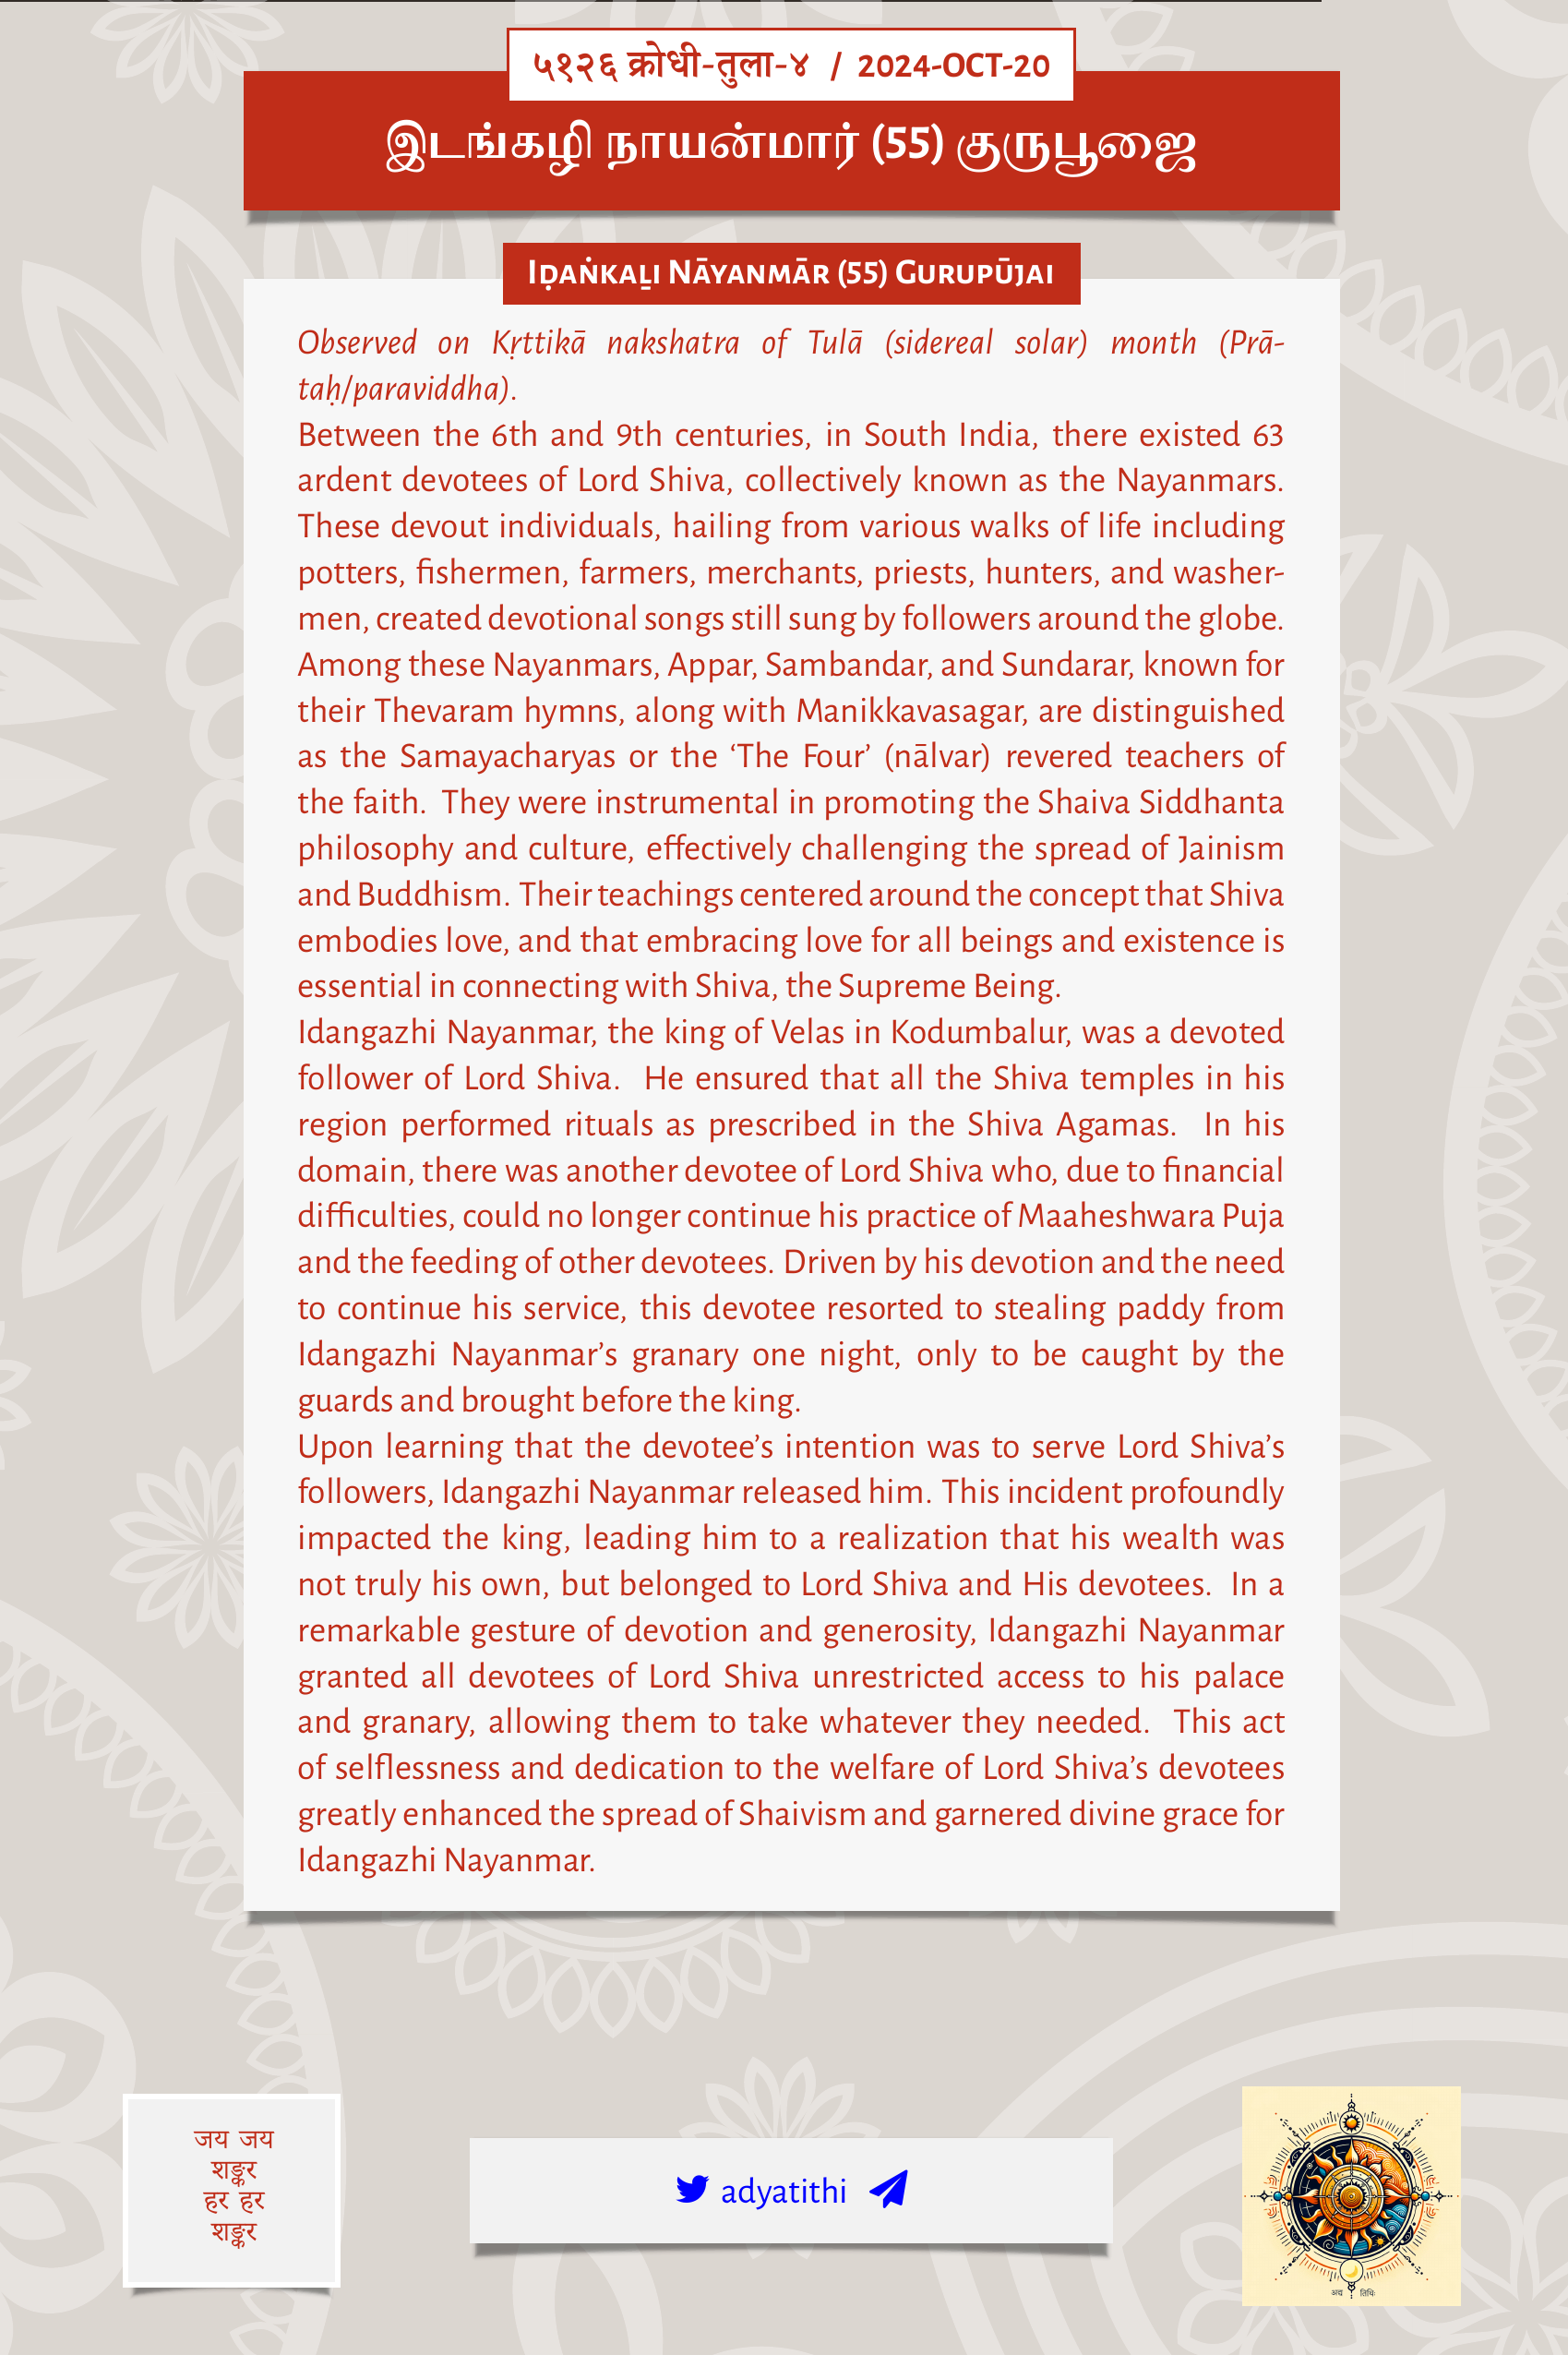 ५१२६ क्रोधी-तुला-४ / 2024-OCT-20
இடங்கழி நாயன்மார் (55) குருபூஜை
Iḍaṅkaḻi Nāyanmār (55) Gurupūjai
Observed on Kṛttikā nakshatra of Tulā (sidereal solar) month (Prā-
taḥ/paraviddha).
Between the 6th and 9th centuries, in South India, there existed 63
ardent devotees of Lord Shiva, collectively known as the Nayanmars.
These devout individuals, hailing from various walks of life including
potters, fishermen, farmers, merchants, priests, hunters, and washer-
men, created devotional songs still sung by followers around the globe.
Among these Nayanmars, Appar, Sambandar, and Sundarar, known for
their Thevaram hymns, along with Manikkavasagar, are distinguished
as the Samayacharyas or the ‘The Four’ (nālvar) revered teachers of
the faith. They were instrumental in promoting the Shaiva Siddhanta
philosophy and culture, effectively challenging the spread of Jainism
and Buddhism. Their teachings centered around the concept that Shiva
embodies love, and that embracing love for all beings and existence is
essential in connecting with Shiva, the Supreme Being.
Idangazhi Nayanmar, the king of Velas in Kodumbalur, was a devoted
follower of Lord Shiva. He ensured that all the Shiva temples in his
region performed rituals as prescribed in the Shiva Agamas. In his
domain, there was another devotee of Lord Shiva who, due to financial
difficulties, could no longer continue his practice of Maaheshwara Puja
and the feeding of other devotees. Driven by his devotion and the need
to continue his service, this devotee resorted to stealing paddy from
Idangazhi Nayanmar’s granary one night, only to be caught by the
guards and brought before the king.
Upon learning that the devotee’s intention was to serve Lord Shiva’s
followers, Idangazhi Nayanmar released him. This incident profoundly
impacted the king, leading him to a realization that his wealth was
not truly his own, but belonged to Lord Shiva and His devotees. In a
remarkable gesture of devotion and generosity, Idangazhi Nayanmar
granted all devotees of Lord Shiva unrestricted access to his palace
and granary, allowing them to take whatever they needed. This act
of selflessness and dedication to the welfare of Lord Shiva’s devotees
greatly enhanced the spread of Shaivism and garnered divine grace for
Idangazhi Nayanmar.
जय जय
शङ्कर
हर हर
शङ्कर
adyatithi
अद्य तिथिः